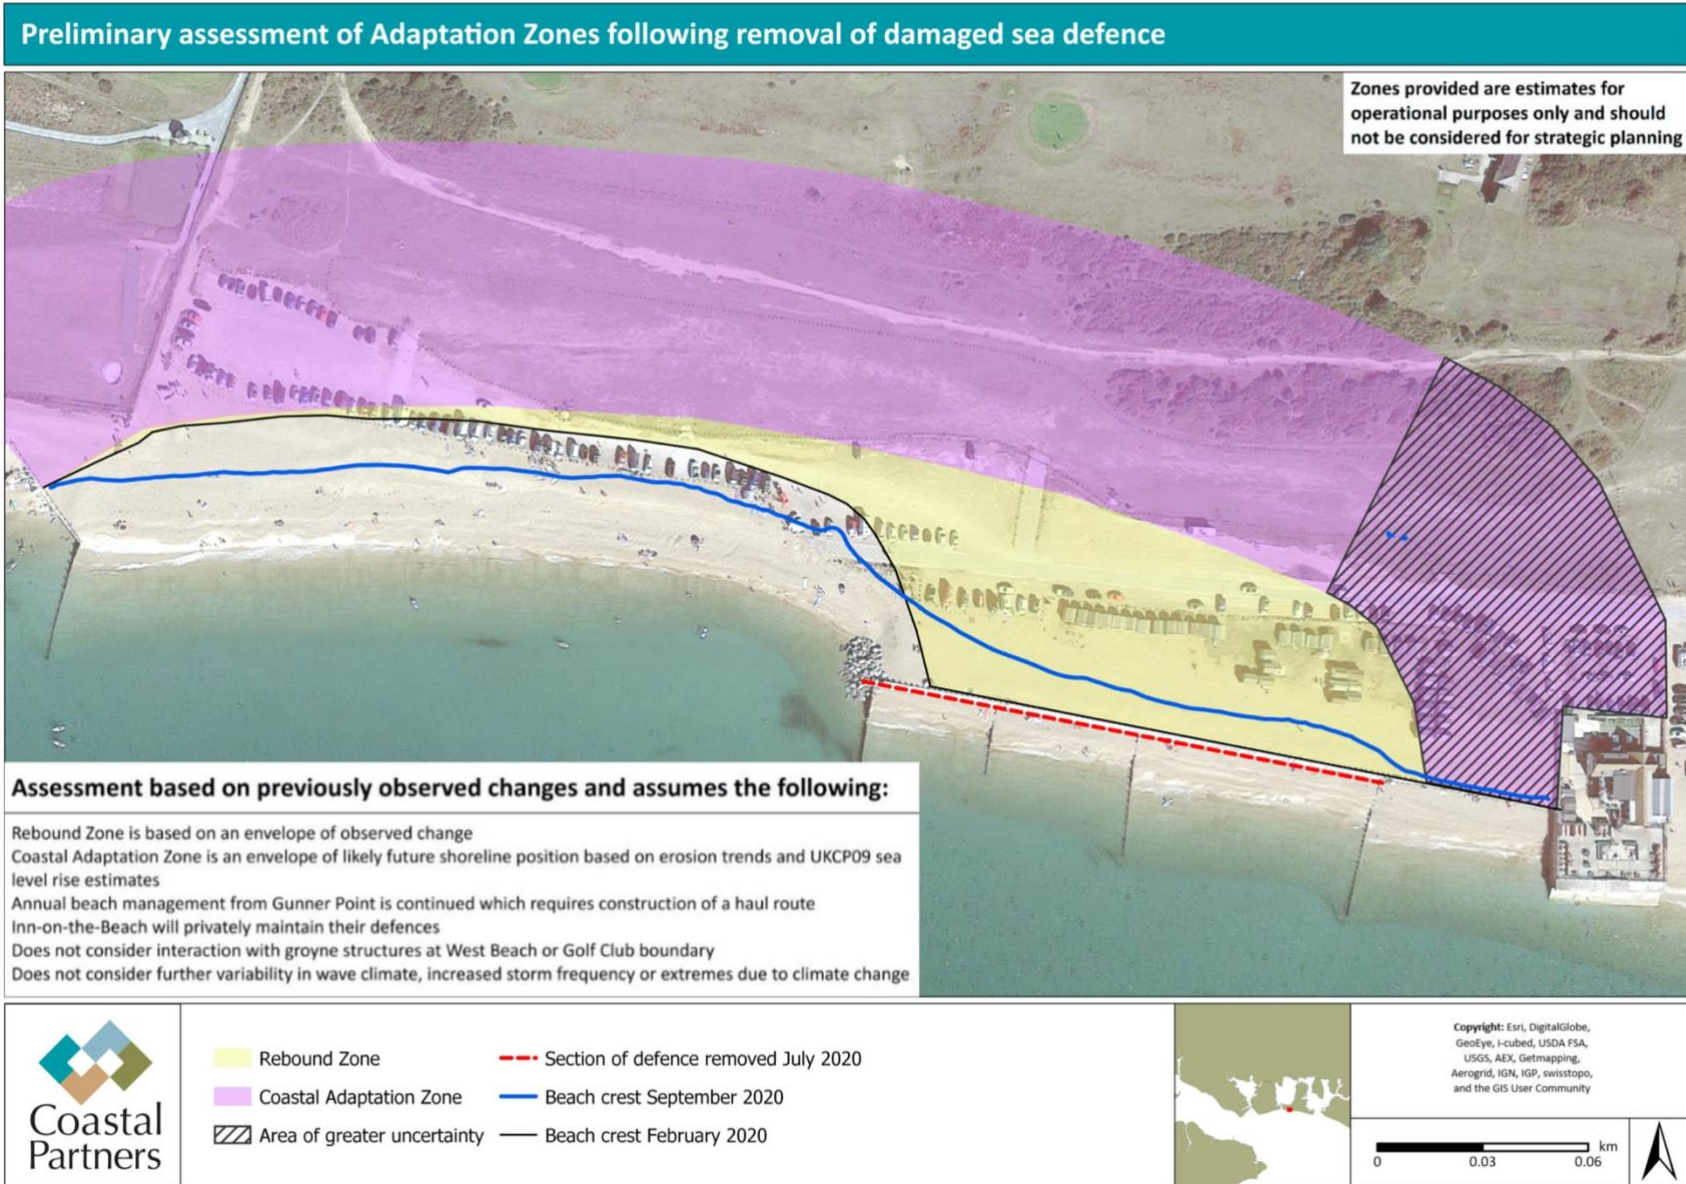 Preliminary assessment of Adaptation Zones following removal of damaged sea defence
Zones provided are estimates for
operational purposes only and should
not be considered for strategic planning
Assessment based on previously observed changes and assumes the following:
Rebound Zone is based on an envelope of observed change
Coastal Adaptation Zone is an envelope of likely future shoreline position based on erosion trends and UKCP09 sea
level rise estimates
Annual beach management from Gunner Point is continued which requires construction of a haul route
Inn-on-the-Beach will privately maintain their defences
Does not consider interaction with groyne structures at West Beach or Golf Club boundary
Does not consider further variability in wave climate, increased storm frequency or extremes due to climate change
Coastal
Partners
Rebound Zone
Coastal Adaptation Zone
Area of greater uncertainty
Section of defence removed July 2020
Beach crest September 2020
Beach crest February 2020
Copyright: Esri, DigitalGlobe,
GeoEye, i-cubed, USDA FSA,
USGS, AEX, Getmapping,
Aerogrid, IGN, IGP, swisstopo,
and the GIS User Community
km
0 0.03 0.06